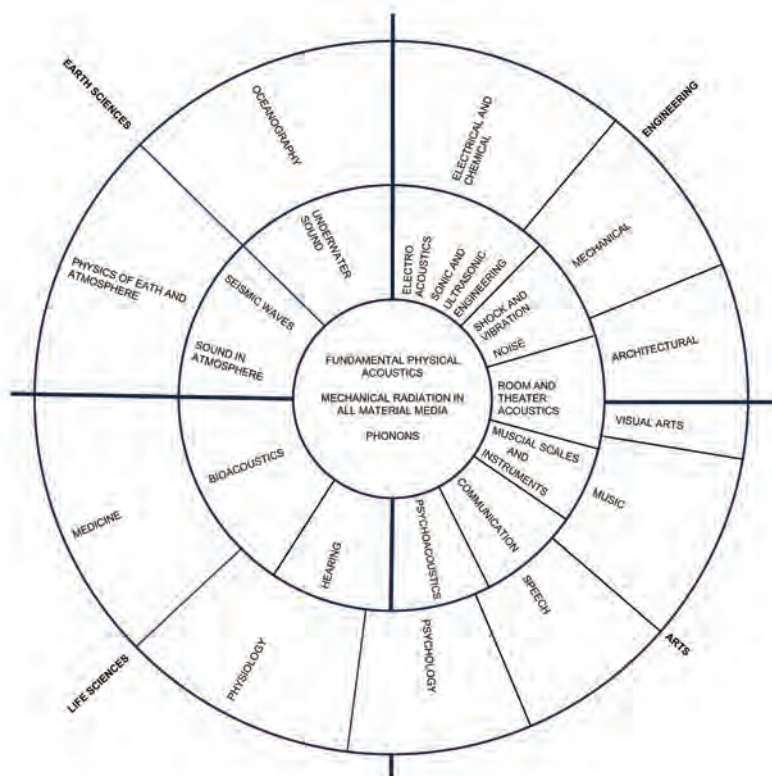 EARTH SCIENCES
ENGINEERING
OCEANOGRAPHY
ELECTRICAL AND
CHEMICAL
MECHANICAL
ARCHITECTURAL
PHYSICS OF EATH AND
ATMOSPHERE
UNDERWATER
SOUND
SEISMIC WAVES
SOUND IN
ATMOSPHERE
ELECTRO
ACOUSTICS
SONIC AND
ULTRASONIC
ENGINEERING
SHOCK AND
VIBRATION
NOISE
ROOM AND
THEATER
ACOUSTICS
FUNDAMENTAL PHYSICAL
ACOUSTICS
MECHANICAL RADIATION IN
ALL MATERIAL MEDIA
PHONONS
VISUAL ARTS
MUSCIAL SCALES
AND
INSTRUMENTS
MUSIC
COMMUNICATION
SPEECH
PSYCHOACOUSTICS
PSYCHOLOGY
BIOACOUSTICS
HEARING
MEDICINE
PHYSIOLOGY
LIFE SCIENCES
ARTS